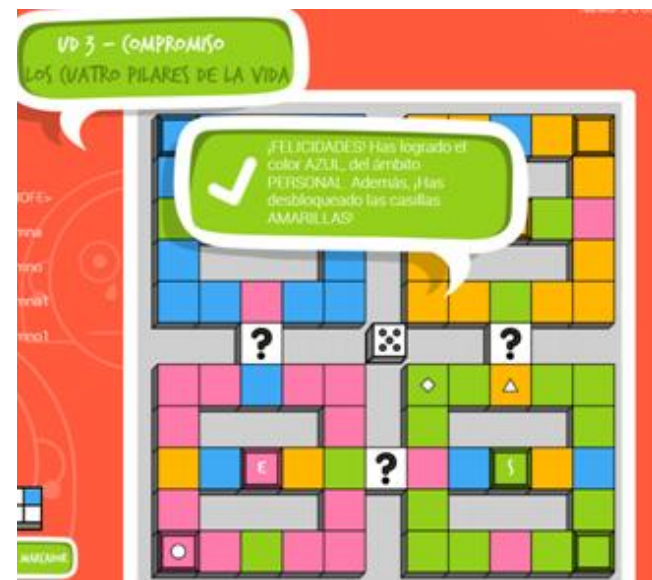 UD 3 - COMPROMISO
LOS CUATRO PILARES DE LA VIDA
¡FELICIDADES! Has logrado el
color AZUL, del ámbito
PERSONAL. Además, ¡Has
desbloqueado las casillas
AMARILLAS!
?
?
E
?
S
MARCADOR